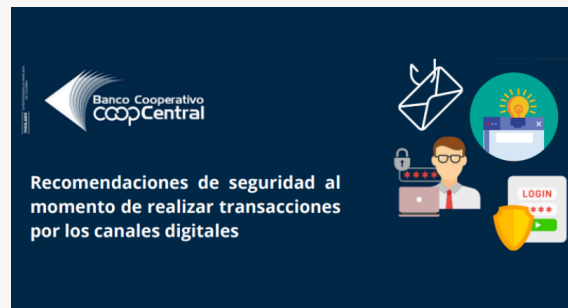 Banco Cooperativo
coopCentral
Recomendaciones de seguridad al
momento de realizar transacciones
por los canales digitales
****
LOGIN
***